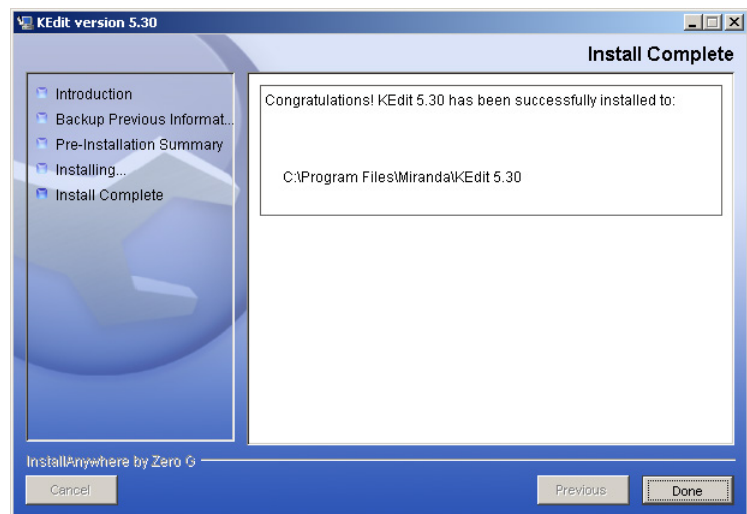 KEdit version 5.30
Install Complete
Introduction
Backup Previous Informat...
Pre-Installation Summary
Installing...
Install Complete
Congratulations! KEdit 5.30 has been successfully installed to:
C:\Program Files\Miranda\KEdit 5.30
InstallAnywhere by Zero G
Cancel
Previous
Done